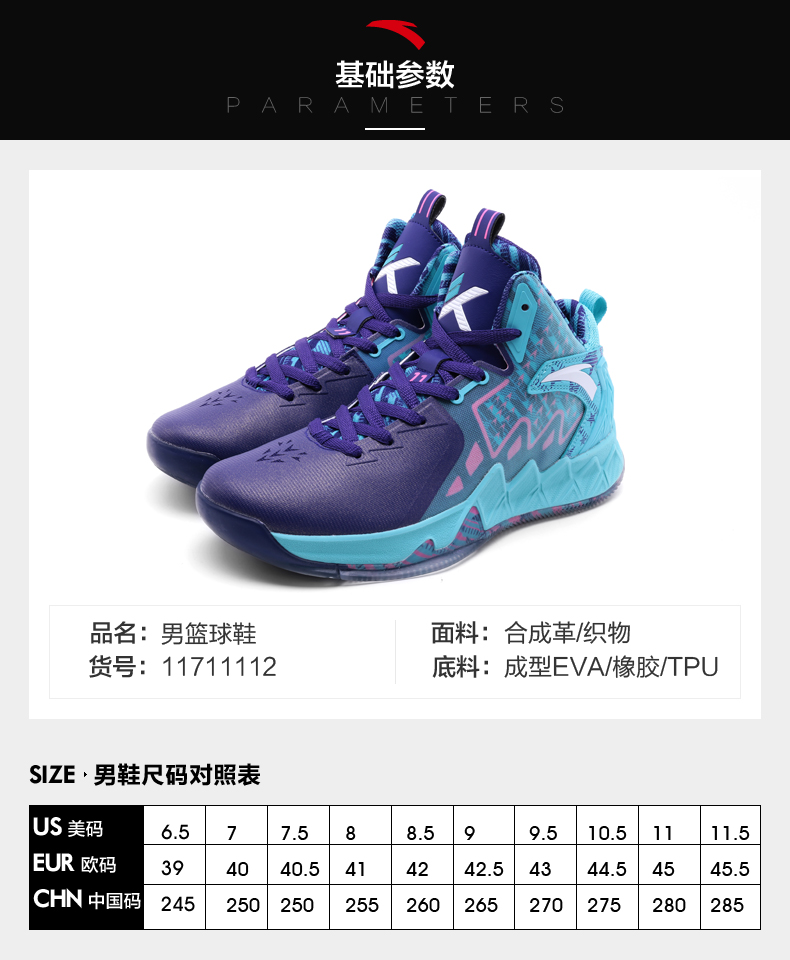 基础参数
PARAMETERS
K
K
11
11
品名：男篮球鞋
面料：合成革/织物
货号：11711112
底料：成型EVA/橡胶/TPU
SIZE·男鞋尺码对照表
US 美码 6.5 7 7.5 8 8.5 9 9.5 10.5 11 11.5
EUR 欧码 39 40 40.5 41 42 42.5 43 44.5 45 45.5
CHN 中国码 245 250 250 255 260 265 270 275 280 285